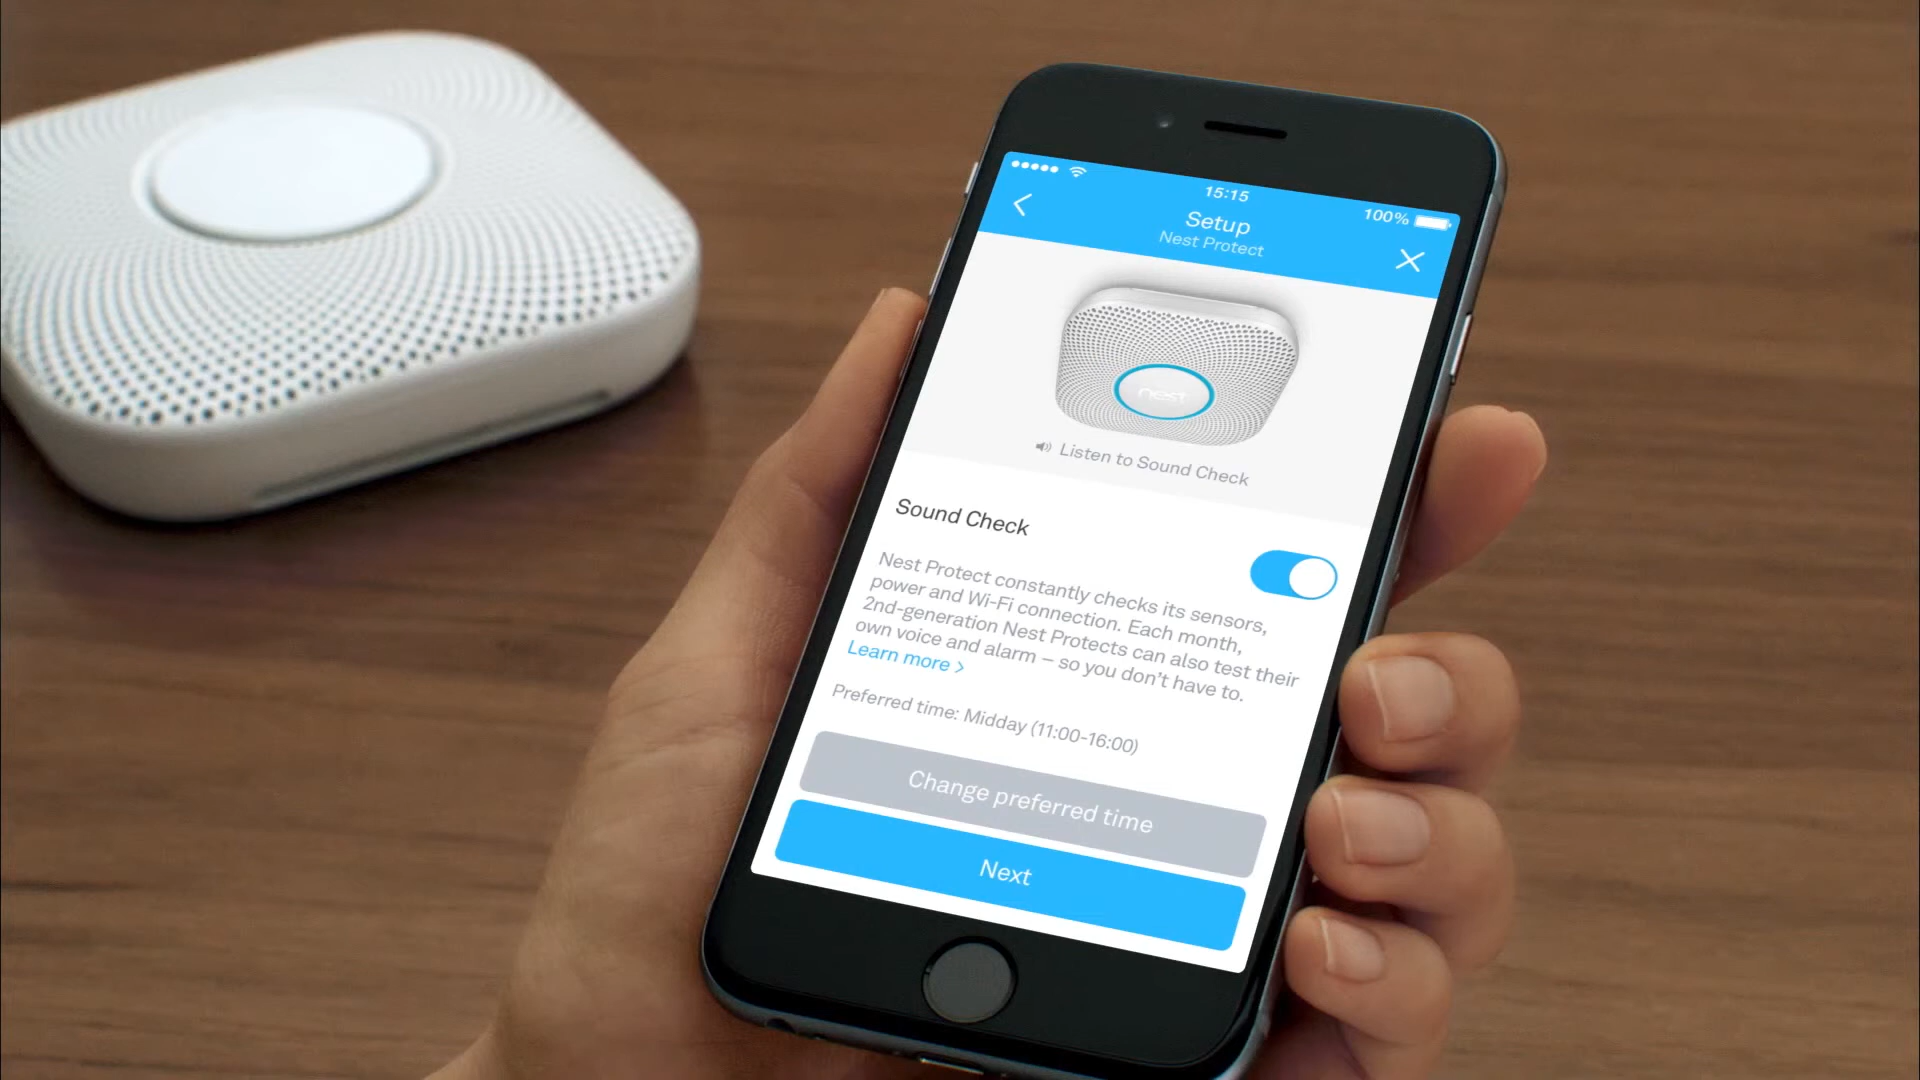 15:15
100%
Setup
Nest Protect
nest
Listen to Sound Check
Sound Check
Nest Protect constantly checks its sensors,
power and Wi-Fi connection. Each month,
2nd-generation Nest Protects can also test their
own voice and alarm – so you don't have to.
Learn more >
Preferred time: Midday (11:00-16:00)
Change preferred time
Next